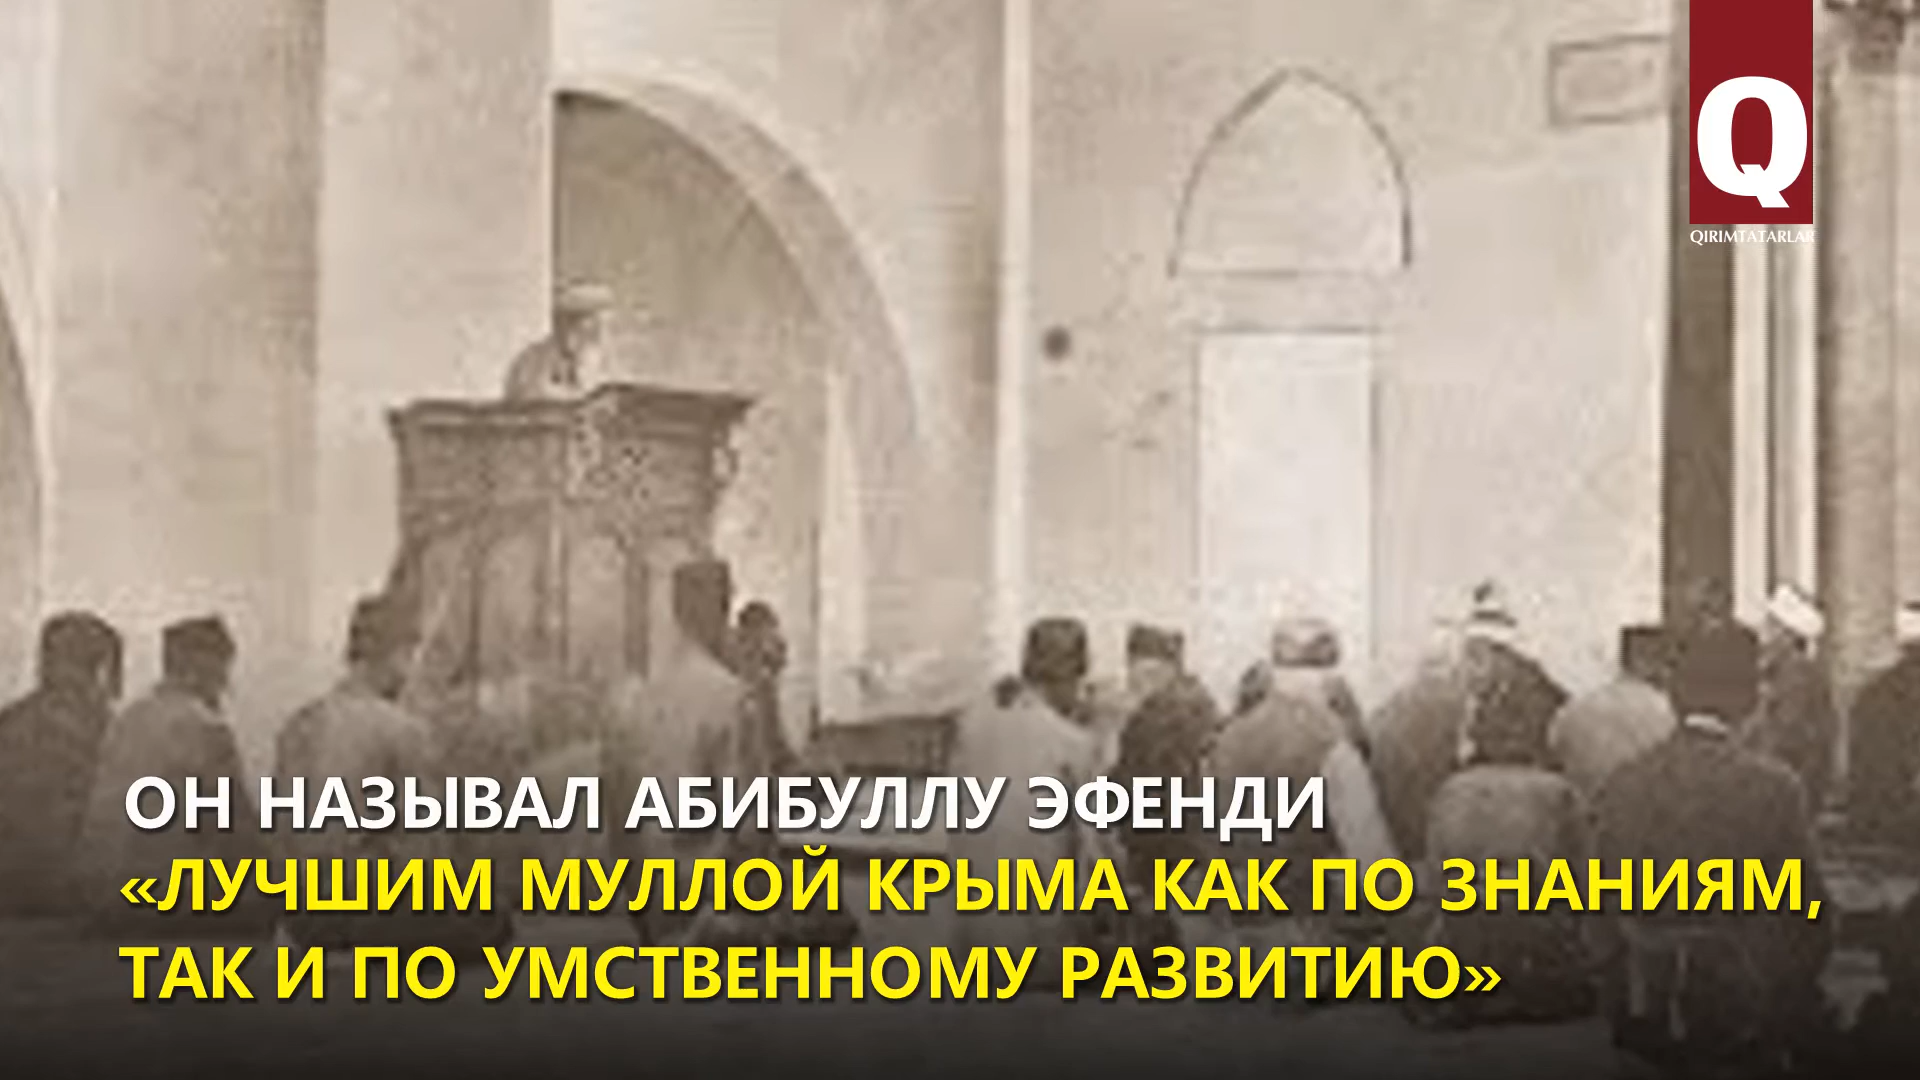 Q
QIRIMTATARLAR
ОН НАЗЫВАЛ АБИБУЛЛУ ЭФЕНДИ
«ЛУЧШИМ МУЛЛОЙ КРЫМА КАК ПО ЗНАНИЯМ,
ТАК И ПО УМСТВЕННОМУ РАЗВИТИЮ»